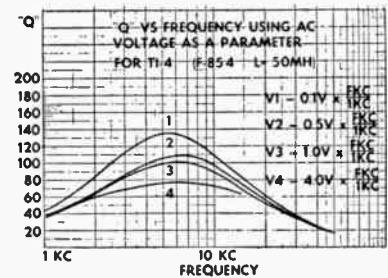 "Q"
"Q" VS FREQUENCY USING AC
VOLTAGE AS A PARAMETER
FOR TI-4 (F-854 L= 50MH)
200
180
160
140
120
100
80
60
40
20
1
2
3
4
V1 - 0.1V x FKC/1KC
V2 - 0.5V x FKC/1KC
V3 - 1.0V x FKC/1KC
V4 - 4.0V x FKC/1KC
1 KC
10 KC
FREQUENCY